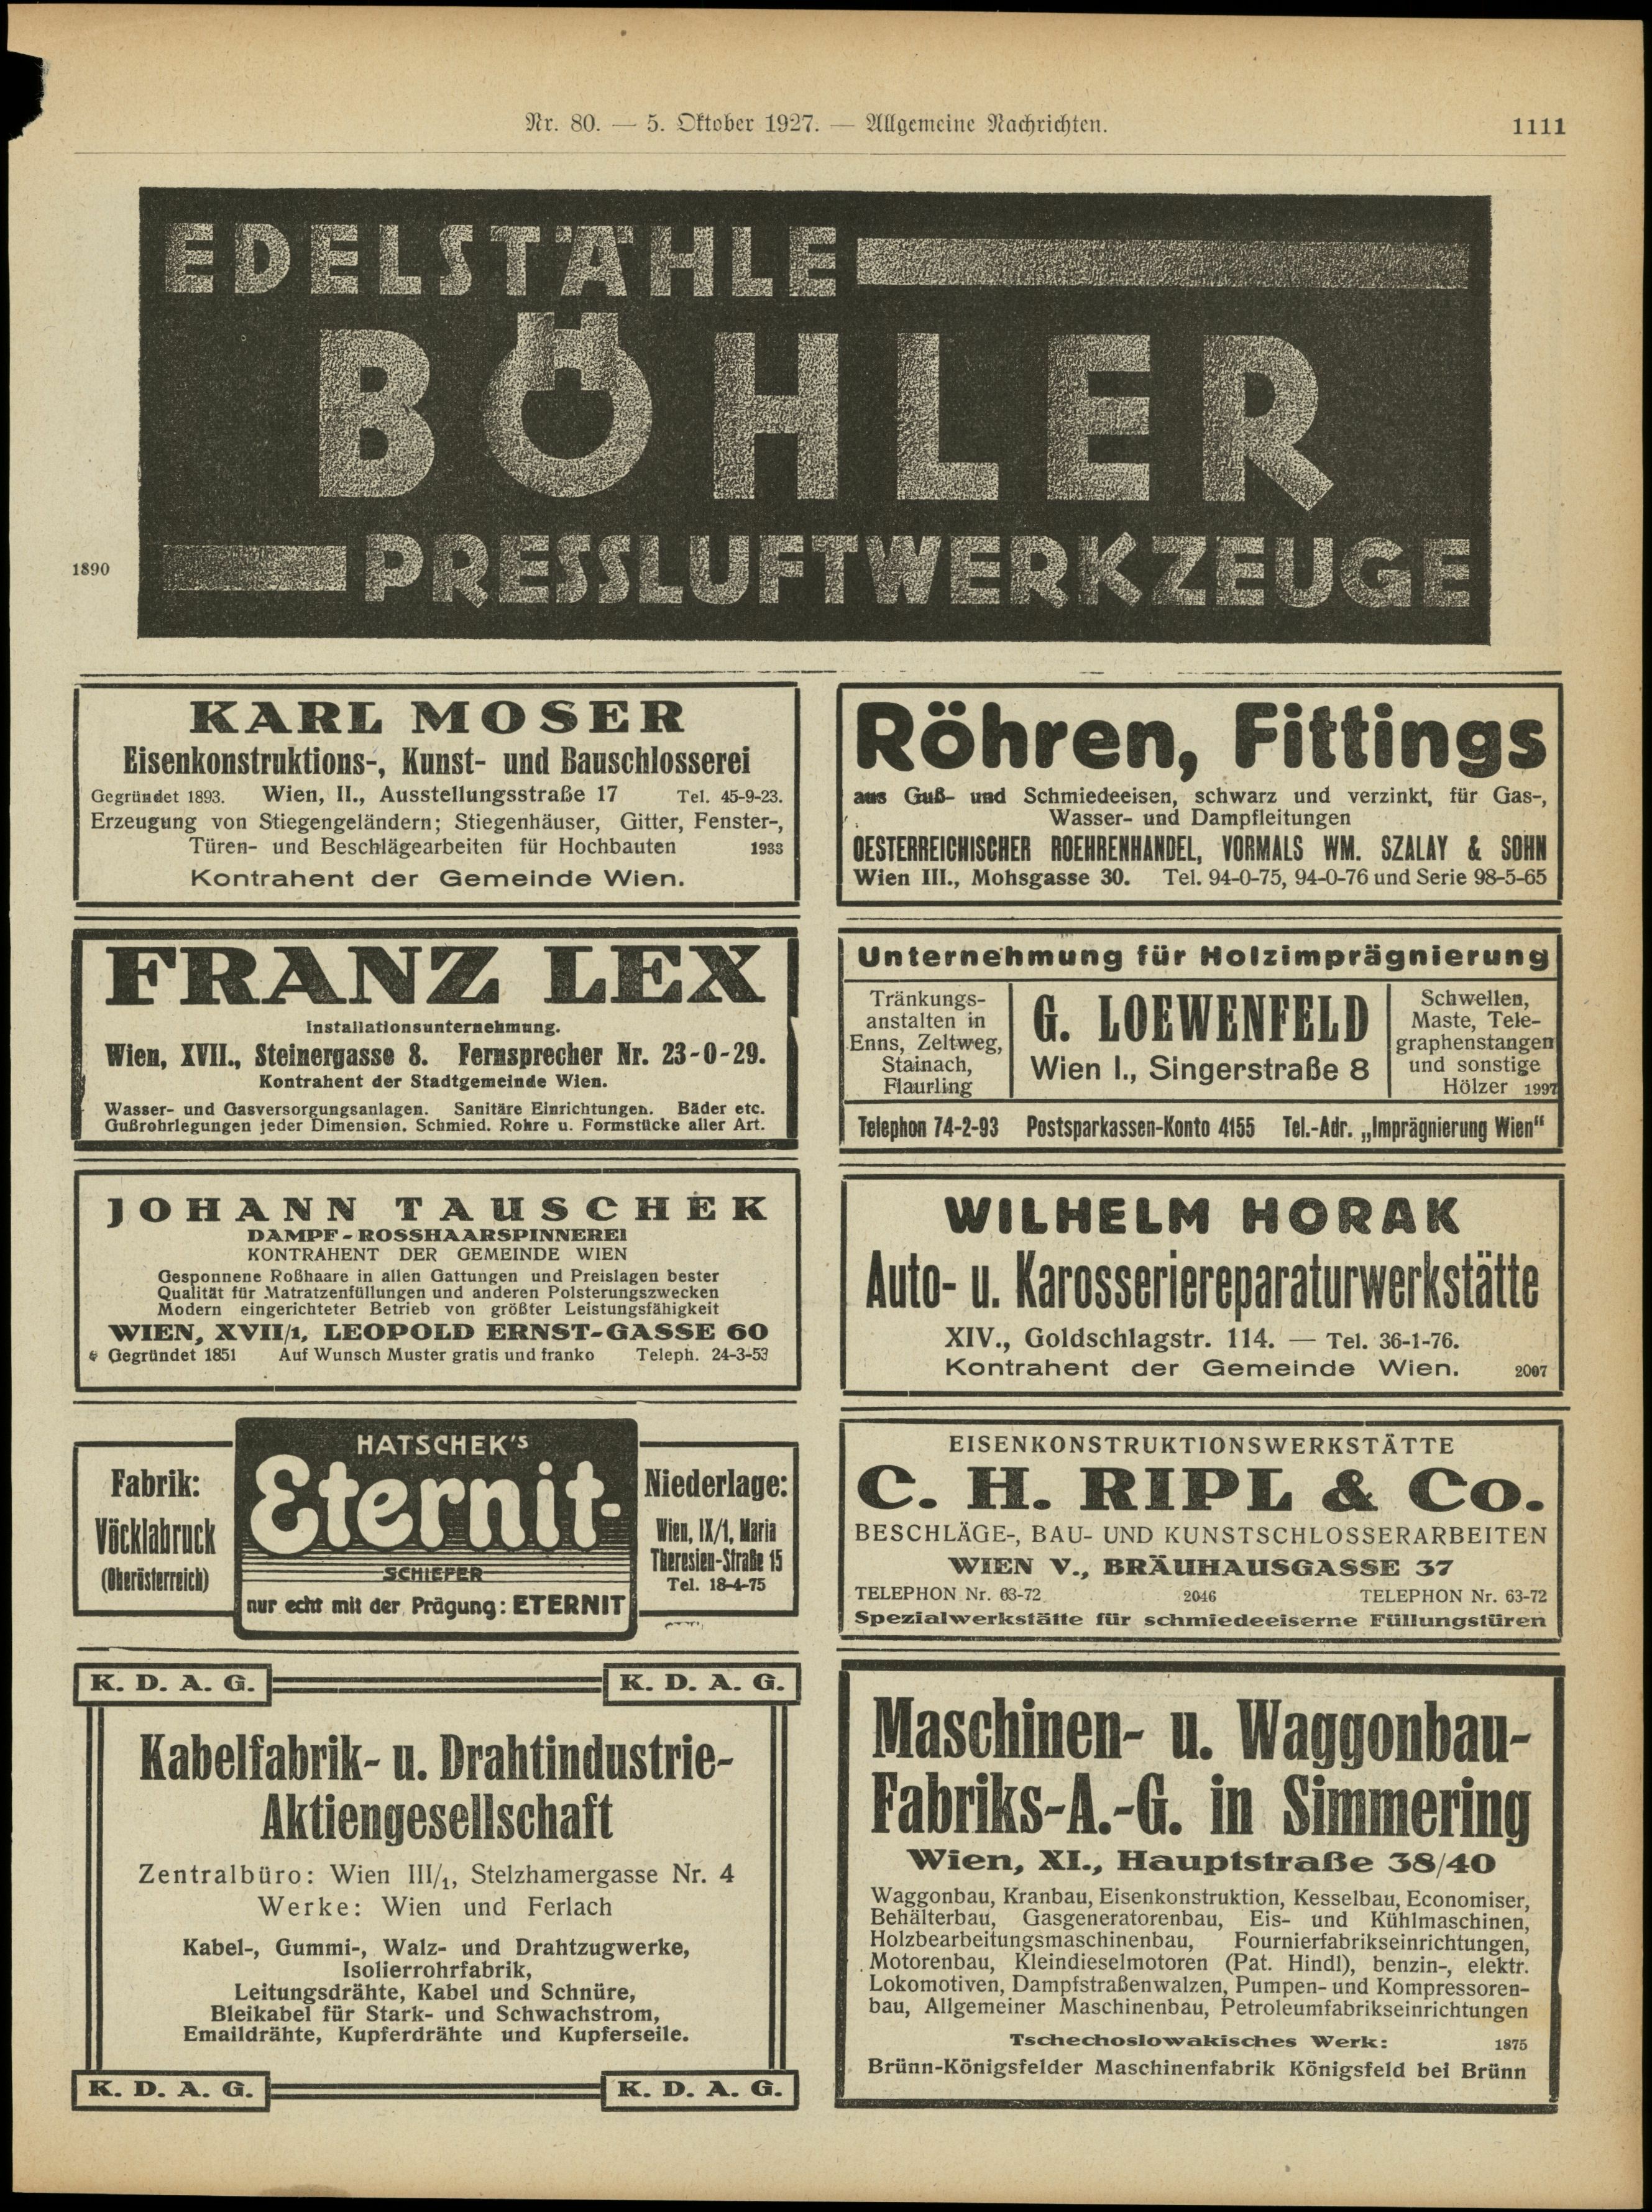 Nr. 80. — 5. Oktober 1927. — Allgemeine Nachrichten.
1111
EDELSTÄHLE
BÖHLER
PRESSLUFTWERKZEUGE
1890
KARL MOSER
Eisenkonstruktions-, Kunst- und Bauschlosserei
Gegründet 1893. Wien, II., Ausstellungsstraße 17 Tel. 45-9-23.
Erzeugung von Stiegengeländern; Stiegenhäuser, Gitter, Fenster-,
Türen- und Beschlägearbeiten für Hochbauten 1933
Kontrahent der Gemeinde Wien.
Röhren, Fittings
aus Guß- und Schmiedeeisen, schwarz und verzinkt, für Gas-,
Wasser- und Dampfleitungen
OESTERREICHISCHER ROEHRENHANDEL, VORMALS WM. SZALAY & SOHN
Wien III., Mohsgasse 30. Tel. 94-0-75, 94-0-76 und Serie 98-5-65
FRANZ LEX
Installationsunternehmung.
Wien, XVII., Steinergasse 8. Fernsprecher Nr. 23-0-29.
Kontrahent der Stadtgemeinde Wien.
Wasser- und Gasversorgungsanlagen. Sanitäre Einrichtungen. Bäder etc.
Gußrohrlegungen jeder Dimension. Schmied. Rohre u. Formstücke aller Art.
Unternehmung für Holzimprägnierung
Tränkungs-
anstalten in
Enns, Zeltweg,
Stainach,
Flaurling
G. LOEWENFELD
Wien I., Singerstraße 8
Schwellen,
Maste, Tele-
graphenstangen
und sonstige
Hölzer 1997
Telephon 74-2-93 Postsparkassen-Konto 4155 Tel.-Adr. „Imprägnierung Wien“
JOHANN TAUSCHEK
DAMPF-ROSSHAARSPINNEREI
KONTRAHENT DER GEMEINDE WIEN
Gesponnene Roßhaare in allen Gattungen und Preislagen bester
Qualität für Matratzenfüllungen und anderen Polsterungszwecken
Modern eingerichteter Betrieb von größter Leistungsfähigkeit
WIEN, XVII/1, LEOPOLD ERNST-GASSE 60
Gegründet 1851 Auf Wunsch Muster gratis und franko Teleph. 24-3-53
WILHELM HORAK
Auto- u. Karosseriereparaturwerkstätte
XIV., Goldschlagstr. 114. — Tel. 36-1-76.
Kontrahent der Gemeinde Wien. 2007
Fabrik:
Vöcklabruck
(Oberösterreich)
HATSCHEK'S
Eternit-
SCHIEFER
nur echt mit der Prägung: ETERNIT
Niederlage:
Wien, IX/1, Maria
Theresien-Straße 15
Tel. 18-4-75
EISENKONSTRUKTIONSWERKSTÄTTE
C. H. RIPL & Co.
BESCHLÄGE-, BAU- UND KUNSTSCHLOSSERARBEITEN
WIEN V., BRÄUHAUSGASSE 37
TELEPHON Nr. 63-72 2046 TELEPHON Nr. 63-72
Spezialwerkstätte für schmiedeeiserne Füllungstüren
K. D. A. G. K. D. A. G.
Kabelfabrik- u. Drahtindustrie-
Aktiengesellschaft
Zentralbüro: Wien III/1, Stelzhamergasse Nr. 4
Werke: Wien und Ferlach
Kabel-, Gummi-, Walz- und Drahtzugwerke,
Isolierrohrfabrik,
Leitungsdrähte, Kabel und Schnüre,
Bleikabel für Stark- und Schwachstrom,
Emaildrähte, Kupferdrähte und Kupferseile.
K. D. A. G. K. D. A. G.
Maschinen- u. Waggonbau-
Fabriks-A.-G. in Simmering
Wien, XI., Hauptstraße 38/40
Waggonbau, Kranbau, Eisenkonstruktion, Kesselbau, Economiser,
Behälterbau, Gasgeneratorenbau, Eis- und Kühlmaschinen,
Holzbearbeitungsmaschinenbau, Fournierfabrikseinrichtungen,
Motorenbau, Kleindieselmotoren (Pat. Hindl), benzin-, elektr.
Lokomotiven, Dampfstraßenwalzen, Pumpen- und Kompressoren-
bau, Allgemeiner Maschinenbau, Petroleumfabrikseinrichtungen
Tschechoslowakisches Werk: 1875
Brünn-Königsfelder Maschinenfabrik Königsfeld bei Brünn